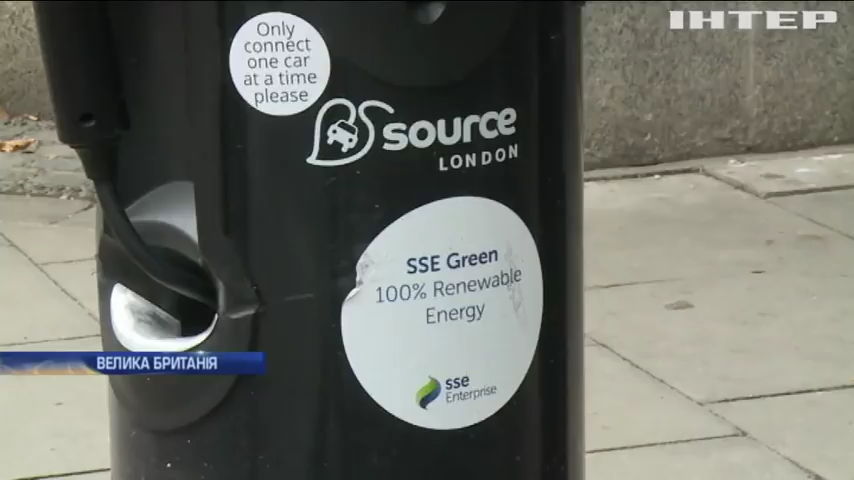 ІНТЕР
Only
connect
one car
at a time
please
source
LONDON
SSE Green
100% Renewable
Energy
sse
Enterprise
ВЕЛИКА БРИТАНІЯ